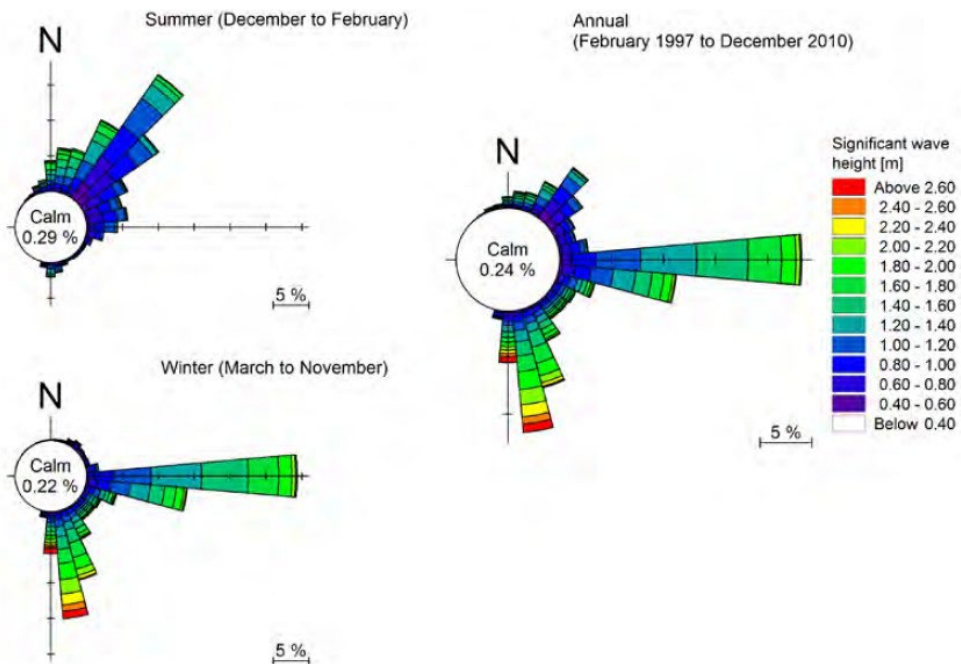 Summer (December to February)
N
Calm
0.29 %
5 %
Annual
(February 1997 to December 2010)
N
Calm
0.24 %
5 %
Significant wave
height [m]
Above 2.60
2.40 - 2.60
2.20 - 2.40
2.00 - 2.20
1.80 - 2.00
1.60 - 1.80
1.40 - 1.60
1.20 - 1.40
1.00 - 1.20
0.80 - 1.00
0.60 - 0.80
0.40 - 0.60
Below 0.40
Winter (March to November)
N
Calm
0.22 %
5 %